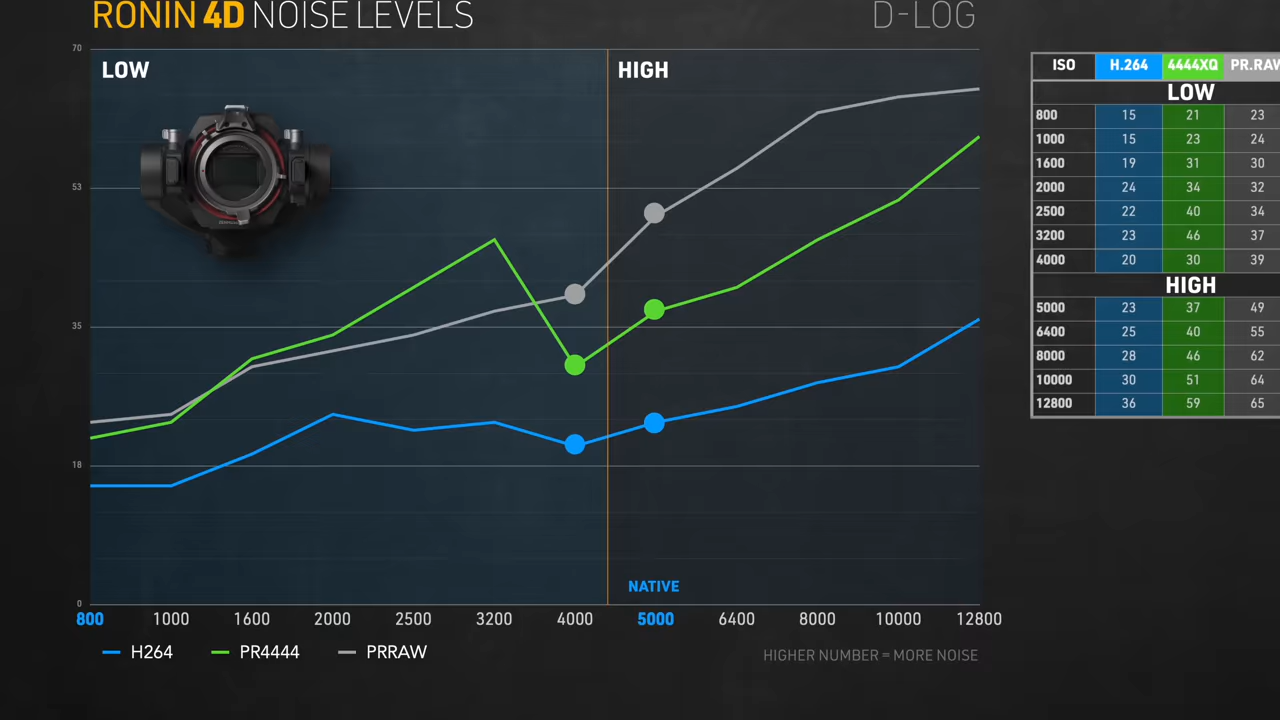 RONIN 4D NOISE LEVELS
D-LOG
70
LOW
HIGH
53
35
18
0
NATIVE
800 1000 1600 2000 2500 3200 4000 5000 6400 8000 10000 12800
H264 PR4444 PRRAW
HIGHER NUMBER = MORE NOISE
ISO H.264 4444XQ PR.RAW
LOW
800 15 21 23
1000 15 23 24
1600 19 31 30
2000 24 34 32
2500 22 40 34
3200 23 46 37
4000 20 30 39
HIGH
5000 23 37 49
6400 25 40 55
8000 28 46 62
10000 30 51 64
12800 36 59 65